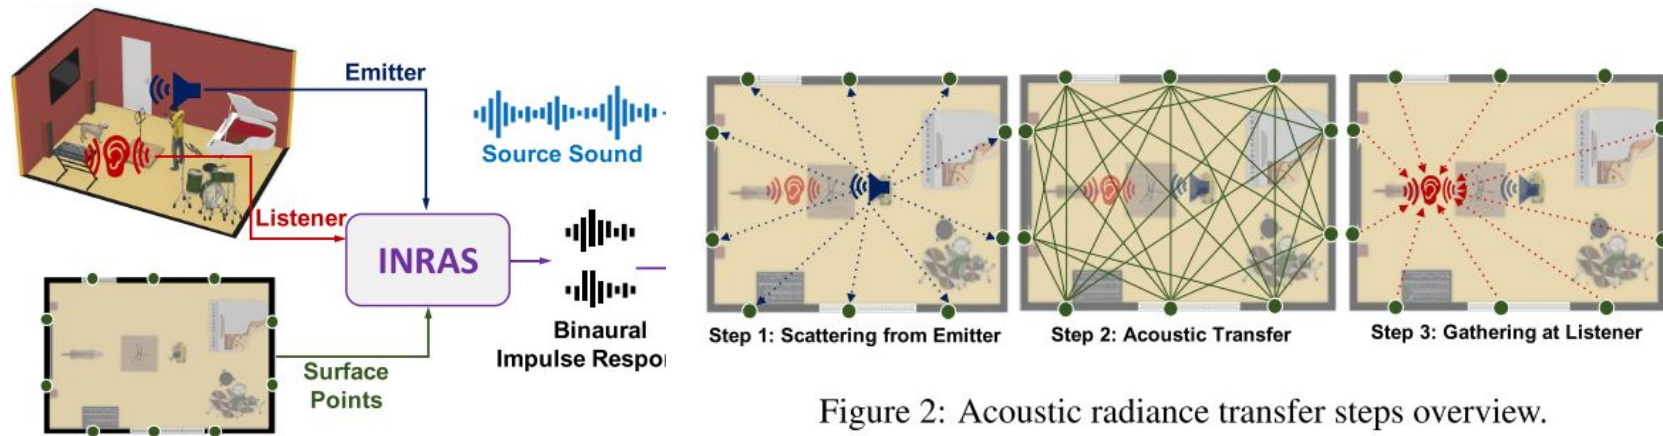 Emitter
Source Sound
Listener
INRAS
Binaural
Impulse Respon
Surface
Points
Step 1: Scattering from Emitter
Step 2: Acoustic Transfer
Step 3: Gathering at Listener
Figure 2: Acoustic radiance transfer steps overview.